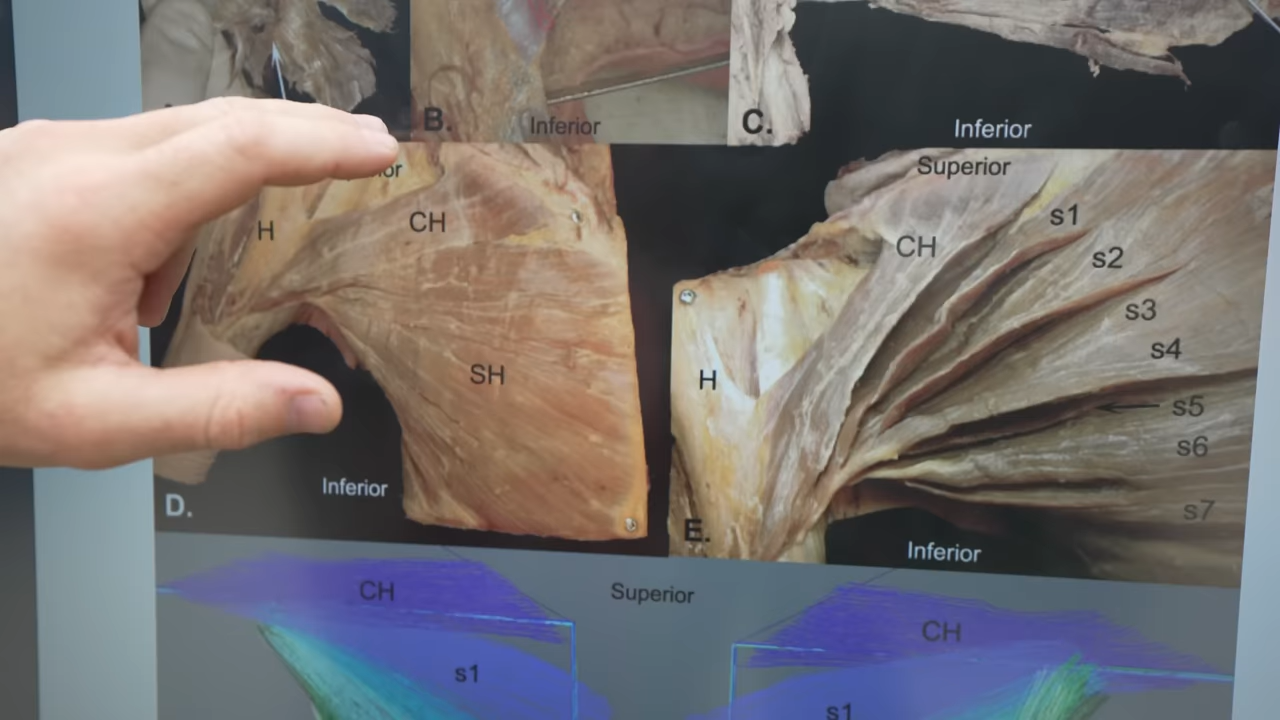 B.
Inferior
C.
Inferior
or
H
CH
SH
Inferior
D.
Superior
CH
s1
s2
s3
s4
s5
s6
s7
H
E.
Inferior
CH
s1
Superior
CH
s1